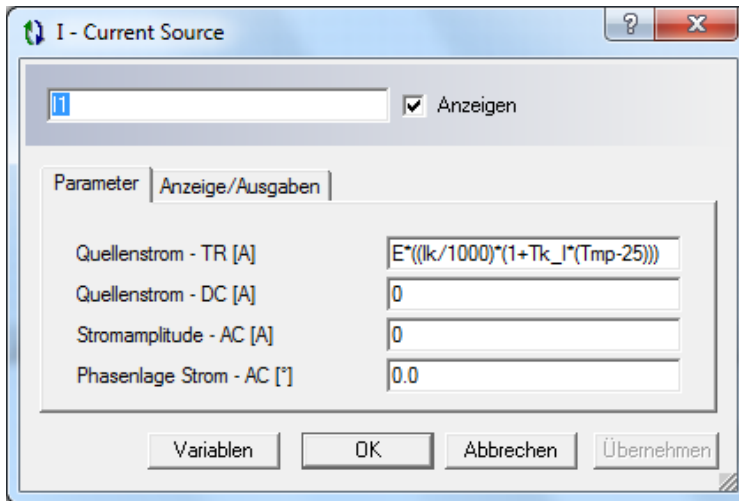 I - Current Source
I1
Anzeigen
Parameter Anzeige/Ausgaben
Quellenstrom - TR [A] E*((Ik/1000)*(1+Tk_I*(Tmp-25)))
Quellenstrom - DC [A] 0
Stromamplitude - AC [A] 0
Phasenlage Strom - AC [°] 0.0
Variablen OK Abbrechen Übernehmen